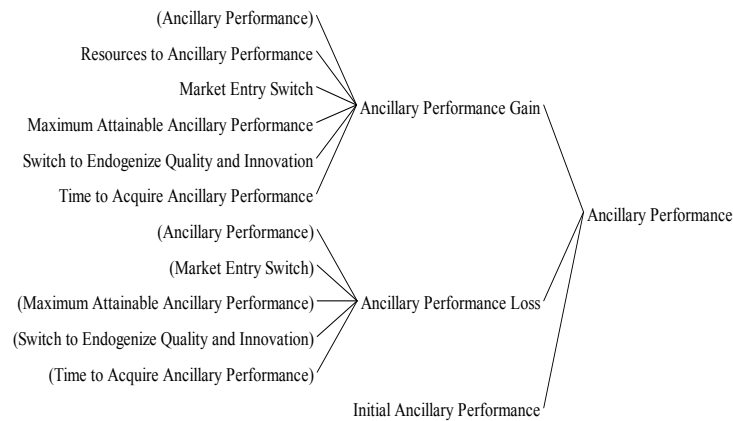 (Ancillary Performance)
Resources to Ancillary Performance
Market Entry Switch
Maximum Attainable Ancillary Performance
Switch to Endogenize Quality and Innovation
Time to Acquire Ancillary Performance
Ancillary Performance Gain
(Ancillary Performance)
(Market Entry Switch)
(Maximum Attainable Ancillary Performance)
(Switch to Endogenize Quality and Innovation)
(Time to Acquire Ancillary Performance)
Ancillary Performance Loss
Initial Ancillary Performance
Ancillary Performance